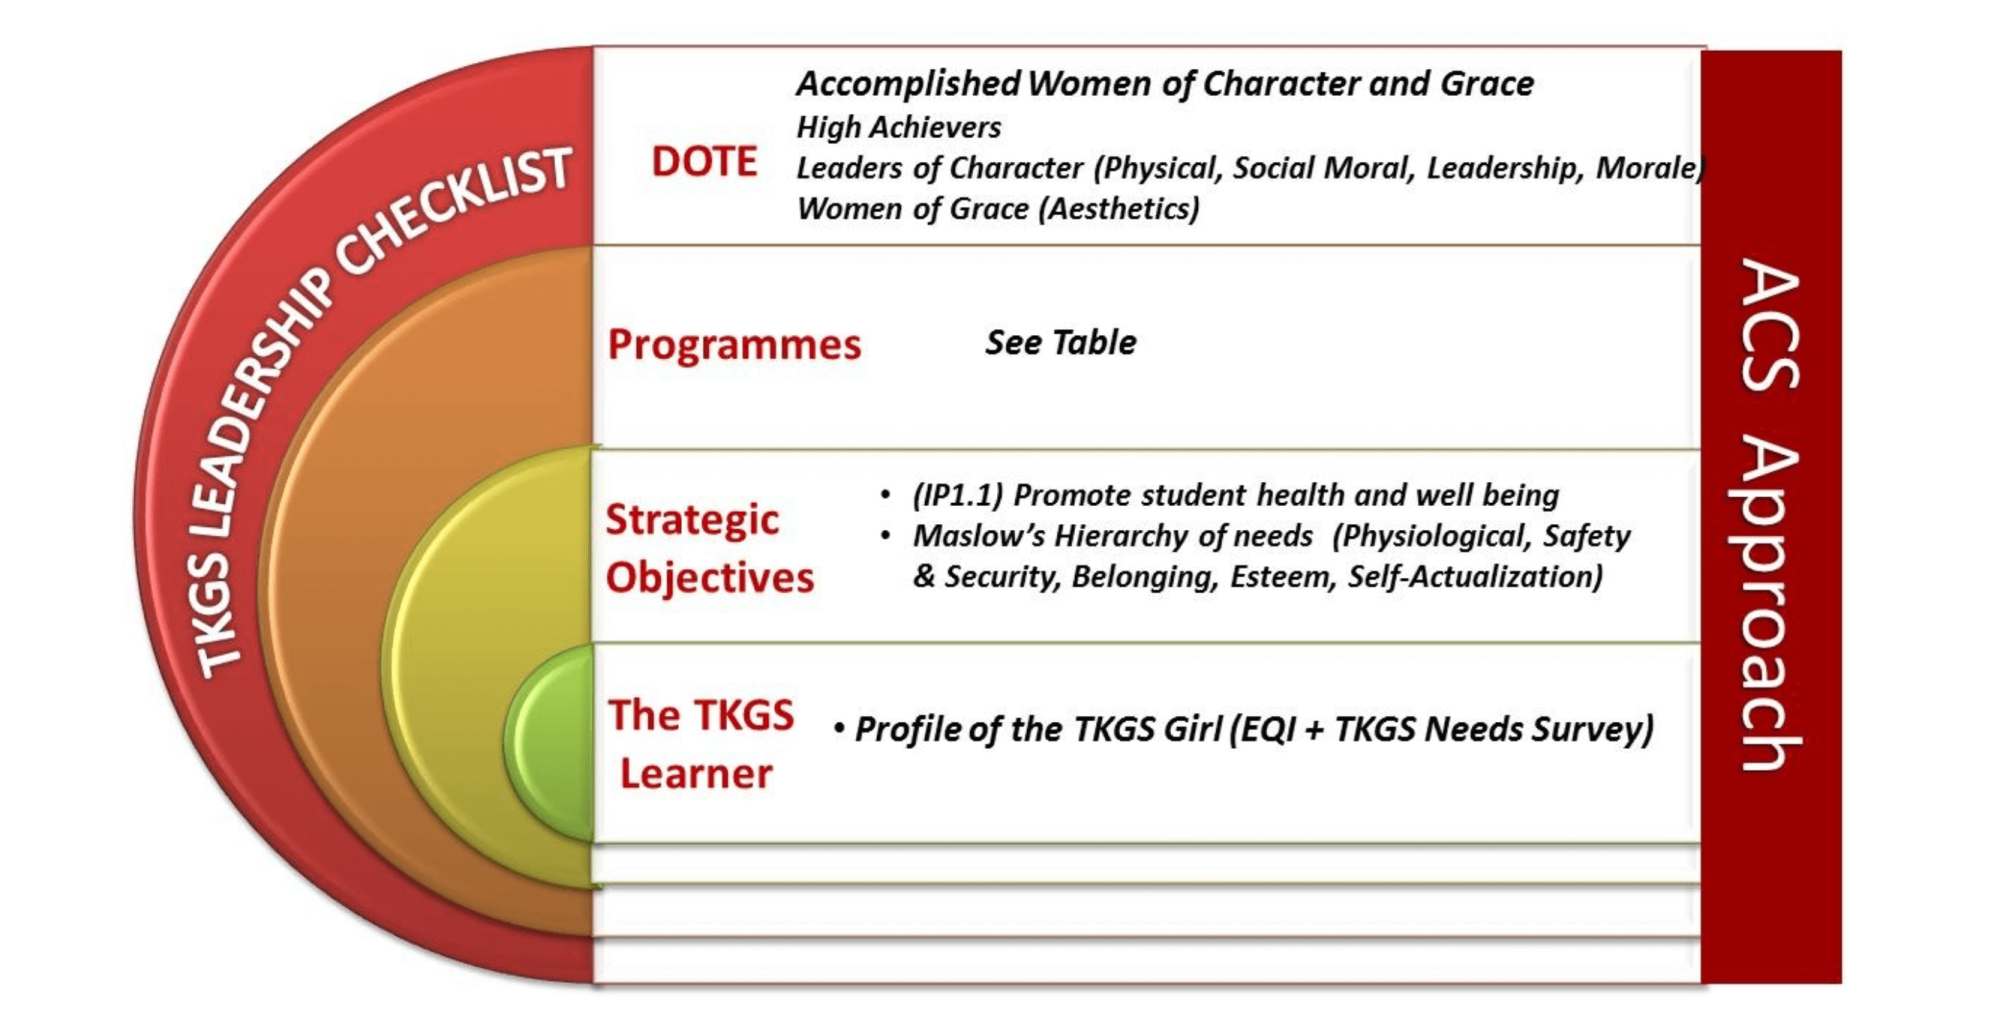 TKGS LEADERSHIP CHECKLIST
DOTE
Accomplished Women of Character and Grace
High Achievers
Leaders of Character (Physical, Social Moral, Leadership, Morale)
Women of Grace (Aesthetics)
Programmes
See Table
Strategic
Objectives
• (IP1.1) Promote student health and well being
• Maslow's Hierarchy of needs (Physiological, Safety
& Security, Belonging, Esteem, Self-Actualization)
The TKGS
Learner
• Profile of the TKGS Girl (EQI + TKGS Needs Survey)
ACS Approach